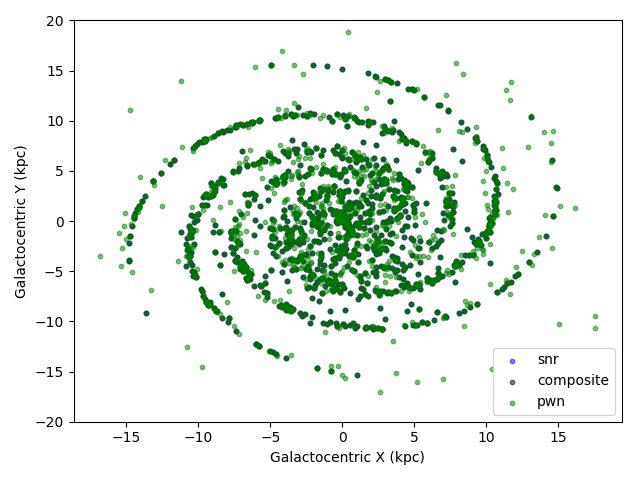 20
15
10
5
0
−5
−10
−15
−20
Galactocentric Y (kpc)
−15 −10 −5 0 5 10 15
Galactocentric X (kpc)
snr
composite
pwn